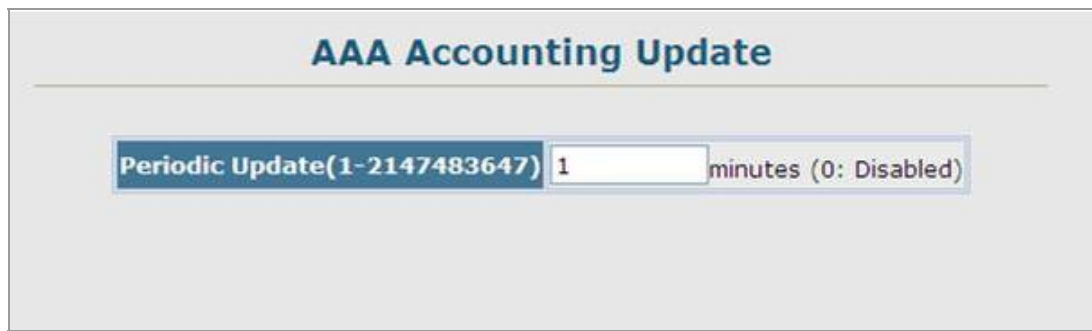 AAA Accounting Update
Periodic Update(1-2147483647) 1 minutes (0: Disabled)